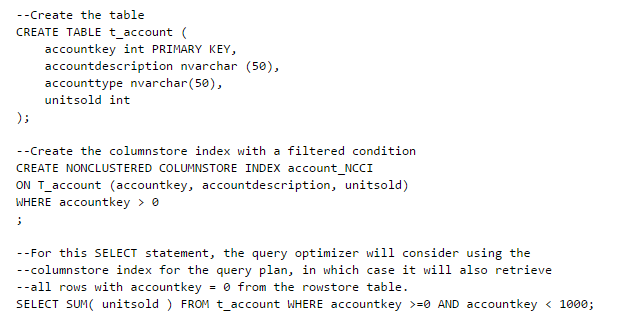 --Create the table
CREATE TABLE t_account (
    accountkey int PRIMARY KEY,
    accountdescription nvarchar (50),
    accounttype nvarchar(50),
    unitsold int
);

--Create the columnstore index with a filtered condition
CREATE NONCLUSTERED COLUMNSTORE INDEX account_NCCI
ON T_account (accountkey, accountdescription, unitsold)
WHERE accountkey > 0
;

--For this SELECT statement, the query optimizer will consider using the
--columnstore index for the query plan, in which case it will also retrieve
--all rows with accountkey = 0 from the rowstore table.
SELECT SUM( unitsold ) FROM t_account WHERE accountkey >=0 AND accountkey < 1000;